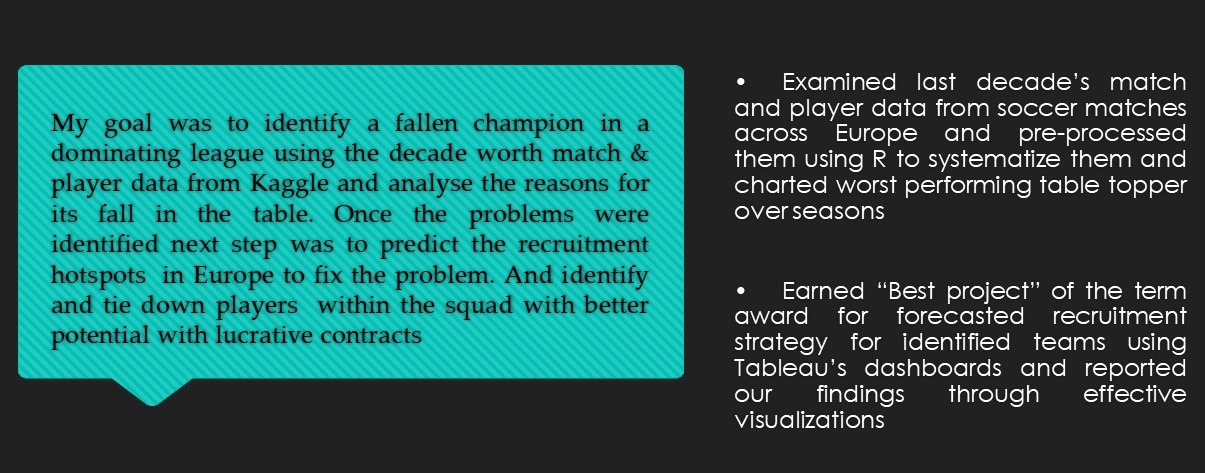 My goal was to identify a fallen champion in a
dominating league using the decade worth match &
player data from Kaggle and analyse the reasons for
its fall in the table. Once the problems were
identified next step was to predict the recruitment
hotspots in Europe to fix the problem. And identify
and tie down players within the squad with better
potential with lucrative contracts
• Examined last decade’s match
and player data from soccer matches
across Europe and pre-processed
them using R to systematize them and
charted worst performing table topper
over seasons
• Earned “Best project” of the term
award for forecasted recruitment
strategy for identified teams using
Tableau’s dashboards and reported
our findings through effective
visualizations